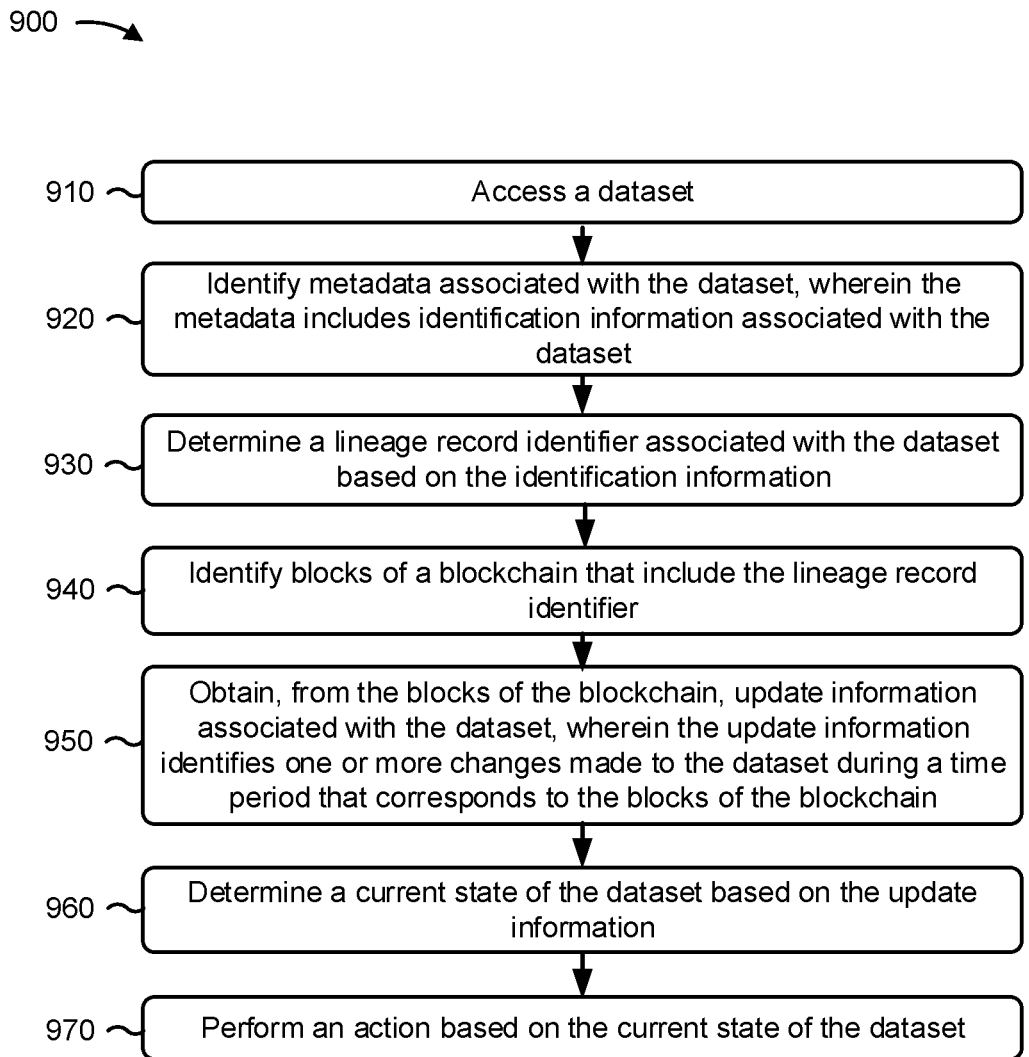 900
910
Access a dataset
920
Identify metadata associated with the dataset, wherein the
metadata includes identification information associated with the
dataset
930
Determine a lineage record identifier associated with the dataset
based on the identification information
940
Identify blocks of a blockchain that include the lineage record
identifier
950
Obtain, from the blocks of the blockchain, update information
associated with the dataset, wherein the update information
identifies one or more changes made to the dataset during a time
period that corresponds to the blocks of the blockchain
960
Determine a current state of the dataset based on the update
information
970
Perform an action based on the current state of the dataset